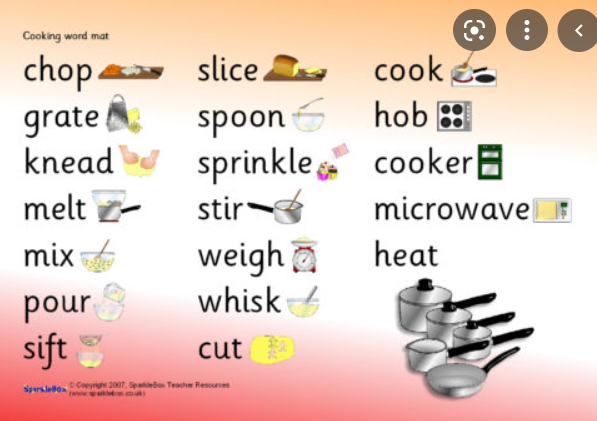 Cooking word mat
chop
grate
knead
melt
mix
pour
sift
slice
spoon
sprinkle
stir
weigh
whisk
cut
cook
hob
cooker
microwave
heat
SparkleBox © Copyright 2007, SparkleBox Teacher Resources
(www.sparklebox.co.uk)